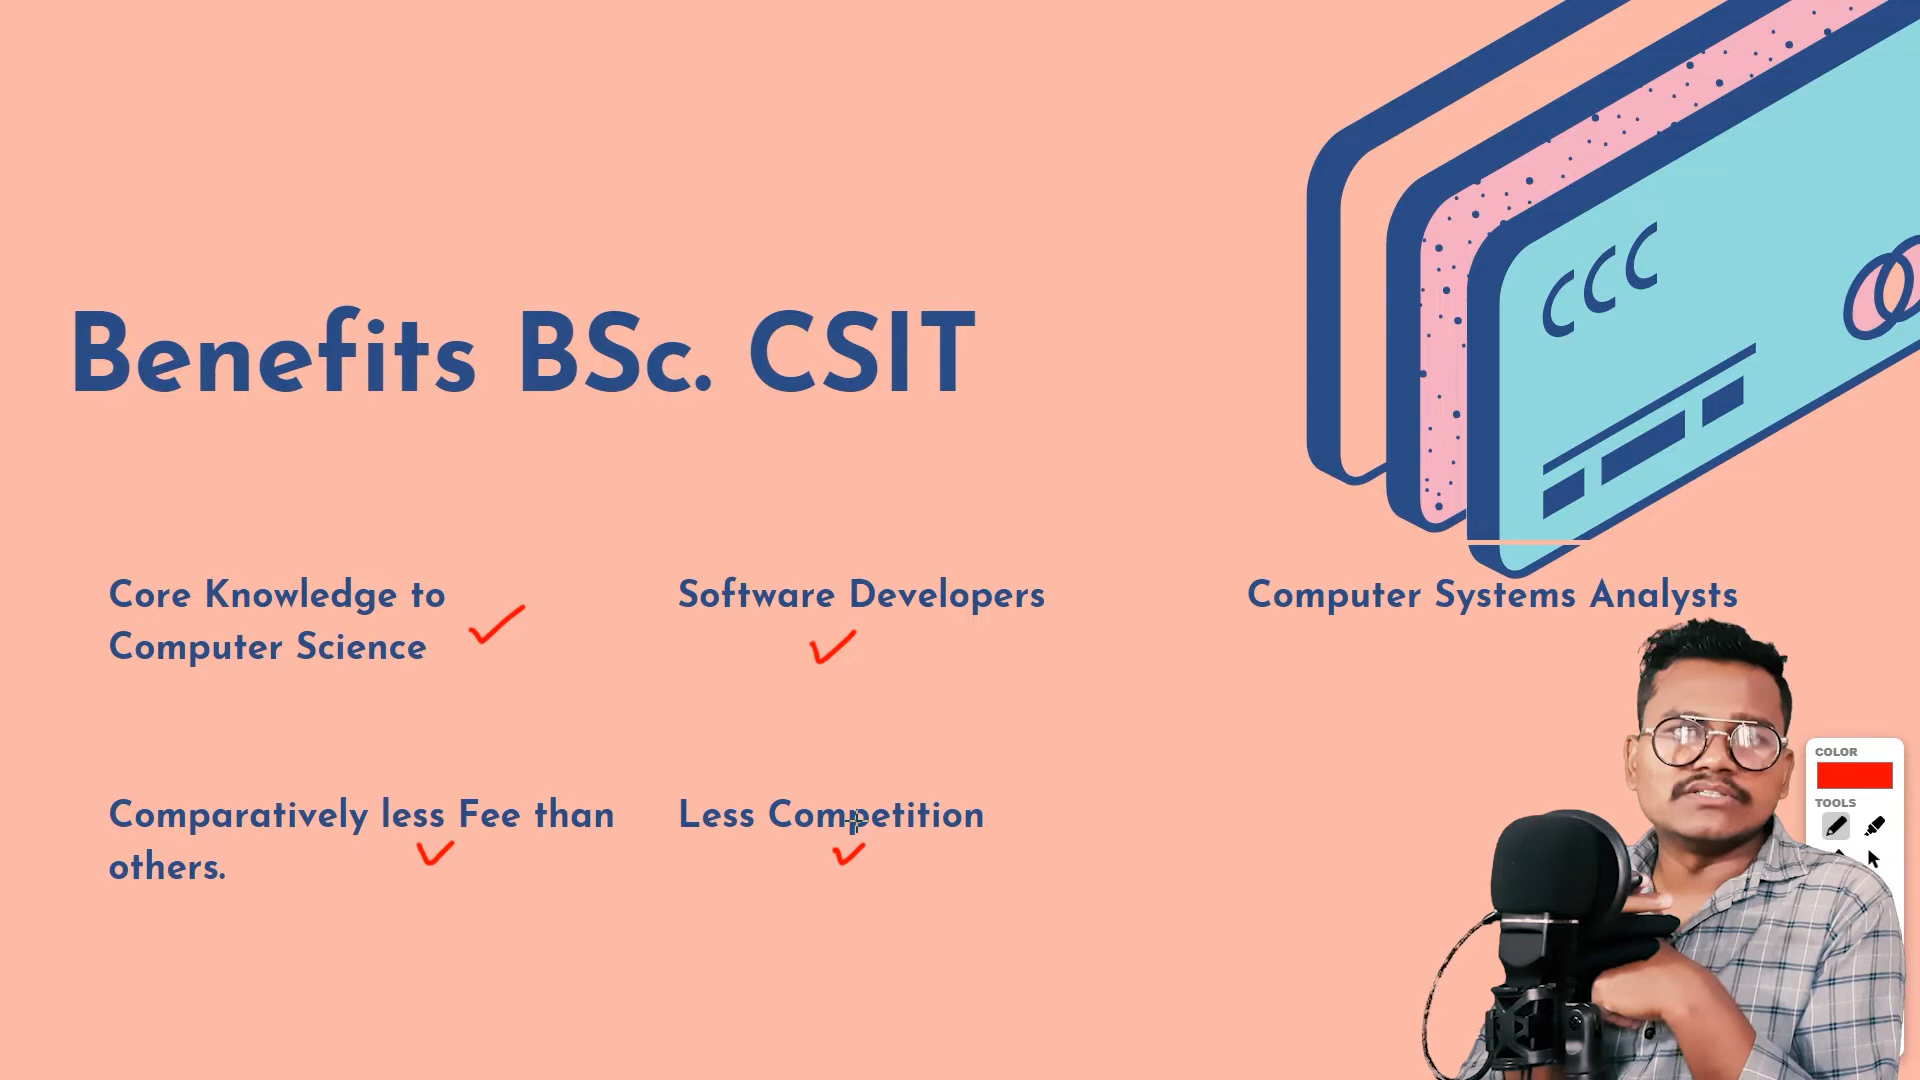 Benefits BSc. CSIT
Core Knowledge to
Computer Science
Software Developers
Computer Systems Analysts
Comparatively less Fee than
others.
Less Competition
COLOR
TOOLS